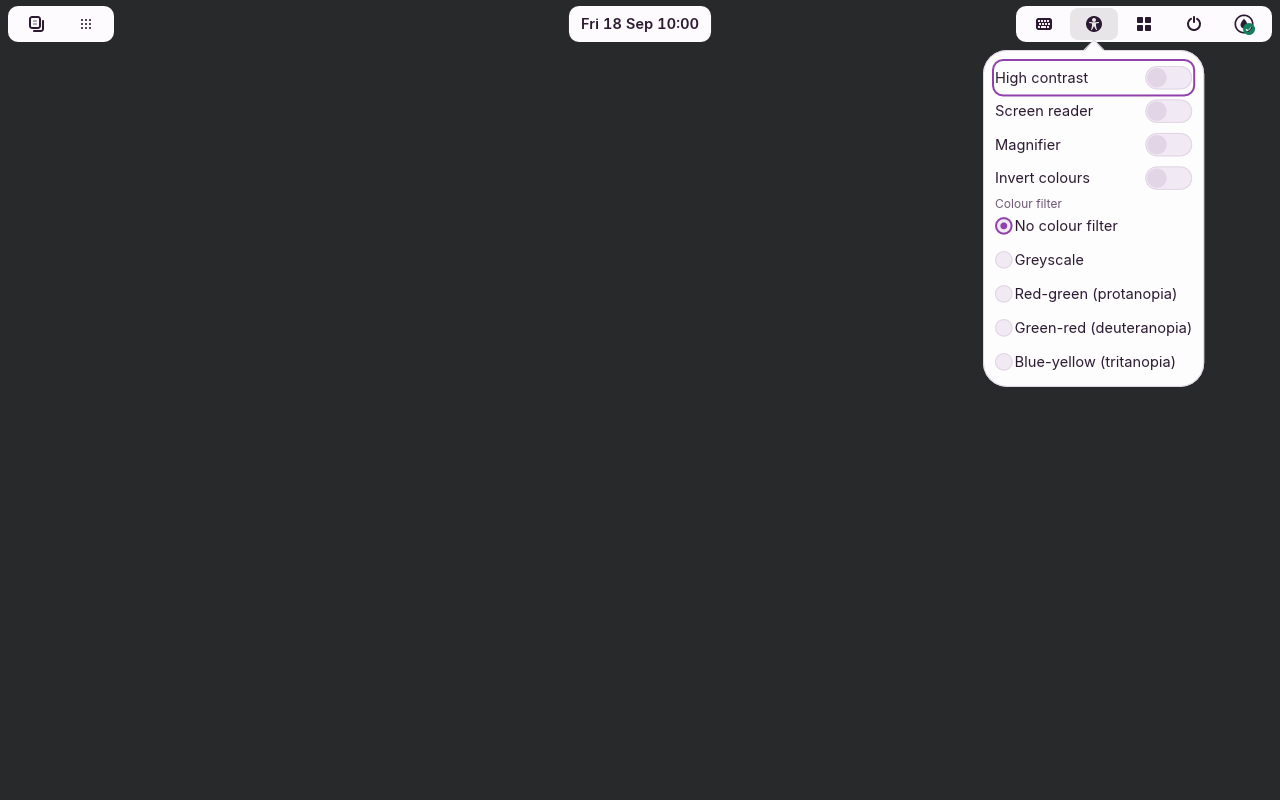 Fri 18 Sep 10:00
High contrast
Screen reader
Magnifier
Invert colours
Colour filter
No colour filter
Greyscale
Red-green (protanopia)
Green-red (deuteranopia)
Blue-yellow (tritanopia)